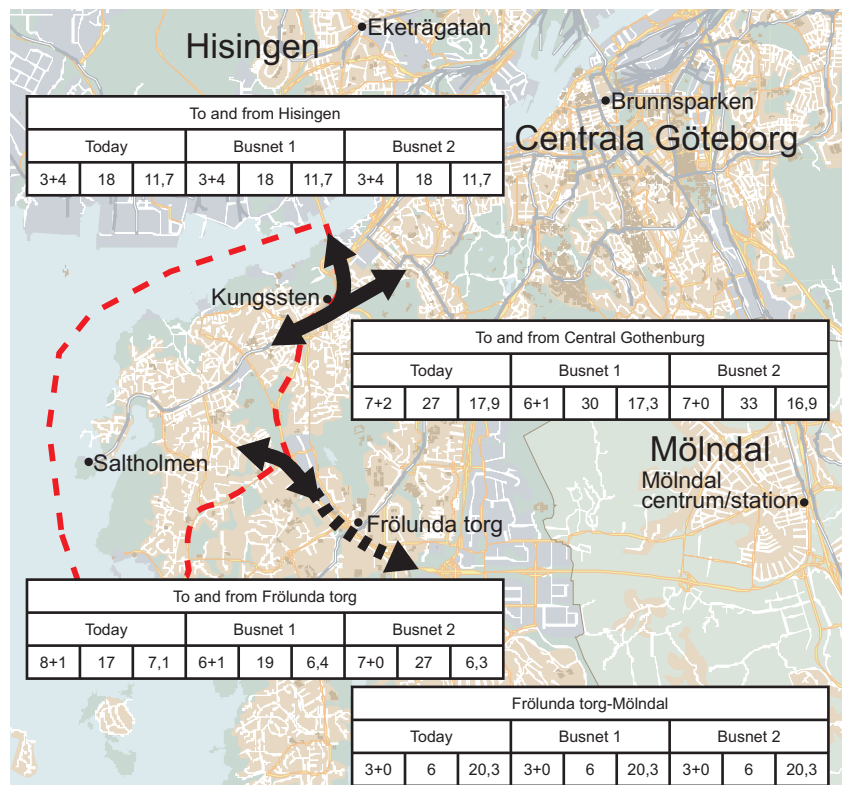 Hisingen
Eketrägatan
Brunnsparken
Centrala Göteborg
To and from Hisingen
Today Busnet 1 Busnet 2
3+4 18 11,7 3+4 18 11,7 3+4 18 11,7
Kungssten
To and from Central Gothenburg
Today Busnet 1 Busnet 2
7+2 27 17,9 6+1 30 17,3 7+0 33 16,9
Saltholmen
Mölndal
Mölndal
centrum/station
Frölunda torg
To and from Frölunda torg
Today Busnet 1 Busnet 2
8+1 17 7,1 6+1 19 6,4 7+0 27 6,3
Frölunda torg-Mölndal
Today Busnet 1 Busnet 2
3+0 6 20,3 3+0 6 20,3 3+0 6 20,3